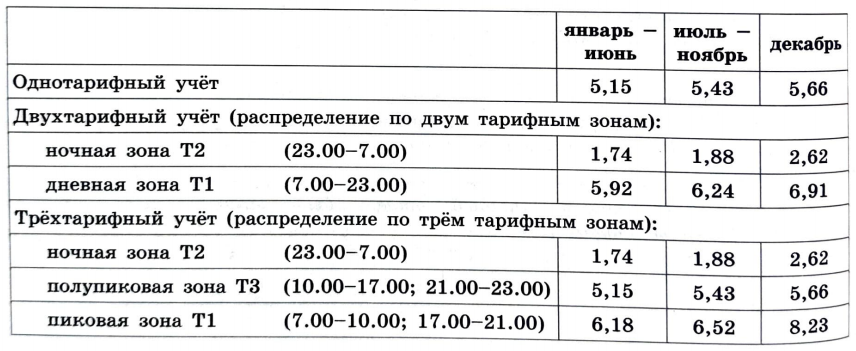 январь – июнь июль – ноябрь декабрь
Однотарифный учёт 5,15 5,43 5,66
Двухтарифный учёт (распределение по двум тарифным зонам):
ночная зона Т2 (23.00–7.00) 1,74 1,88 2,62
дневная зона Т1 (7.00–23.00) 5,92 6,24 6,91
Трёхтарифный учёт (распределение по трём тарифным зонам):
ночная зона Т2 (23.00–7.00) 1,74 1,88 2,62
полупиковая зона Т3 (10.00–17.00; 21.00–23.00) 5,15 5,43 5,66
пиковая зона Т1 (7.00–10.00; 17.00–21.00) 6,18 6,52 8,23